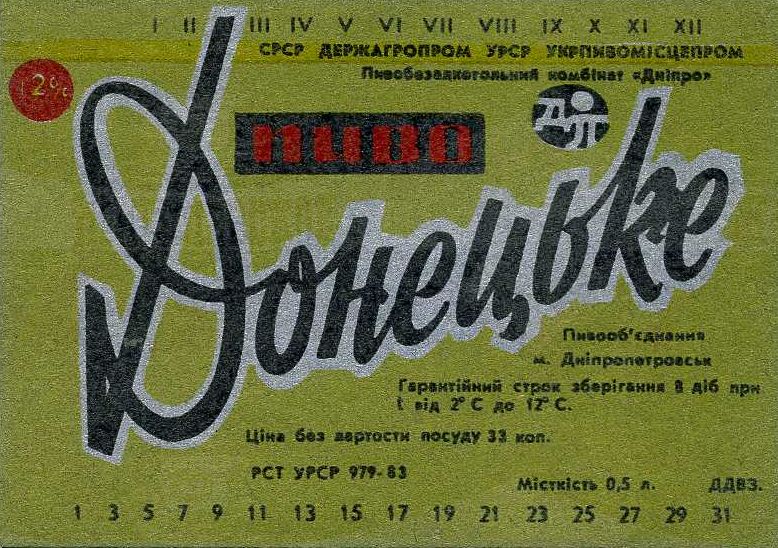 I II III IV V VI VII VIII IX X XI XII
СРСР ДЕРЖАГРОПРОМ УРСР УКРПИВОМІСЦЕПРОМ
Пивобезалкогольний комбінат «Дніпро»
12%
ПИВО
ДП
Донецьке
Пивооб'єднання
м. Дніпропетровськ
Гарантійний строк зберігання 8 діб при
t від 2°С до 12°С.
Ціна без вартости посуду 33 коп.
РСТ УРСР 979-83
Місткість 0,5 л. ДДВЗ.
1 3 5 7 9 11 13 15 17 19 21 23 25 27 29 31